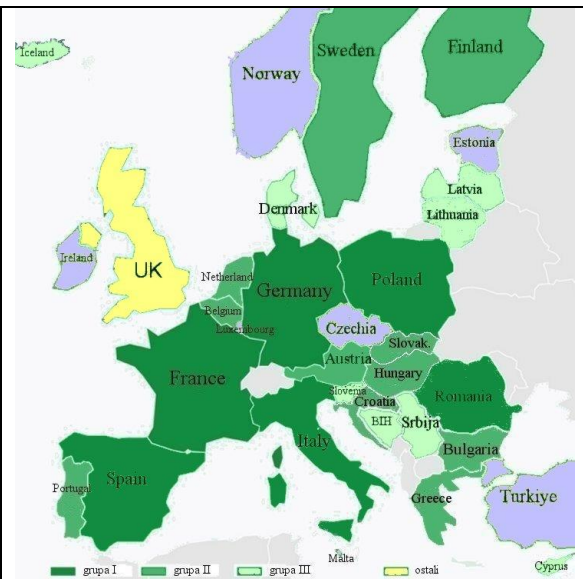 Iceland
Sweden
Finland
Norway
Estonia
Latvia
Denmark
Lithuania
Ireland
UK
Netherland
Poland
Germany
Belgium
Luxembourg
Czechia
Slovak.
Austria
Hungary
France
Slovenia
Romania
Croatia
BIH
Srbija
Italy
Bulgaria
Spain
Portugal
Greece
Turkiye
Malta
Cyprus
grupa I grupa II grupa III ostali